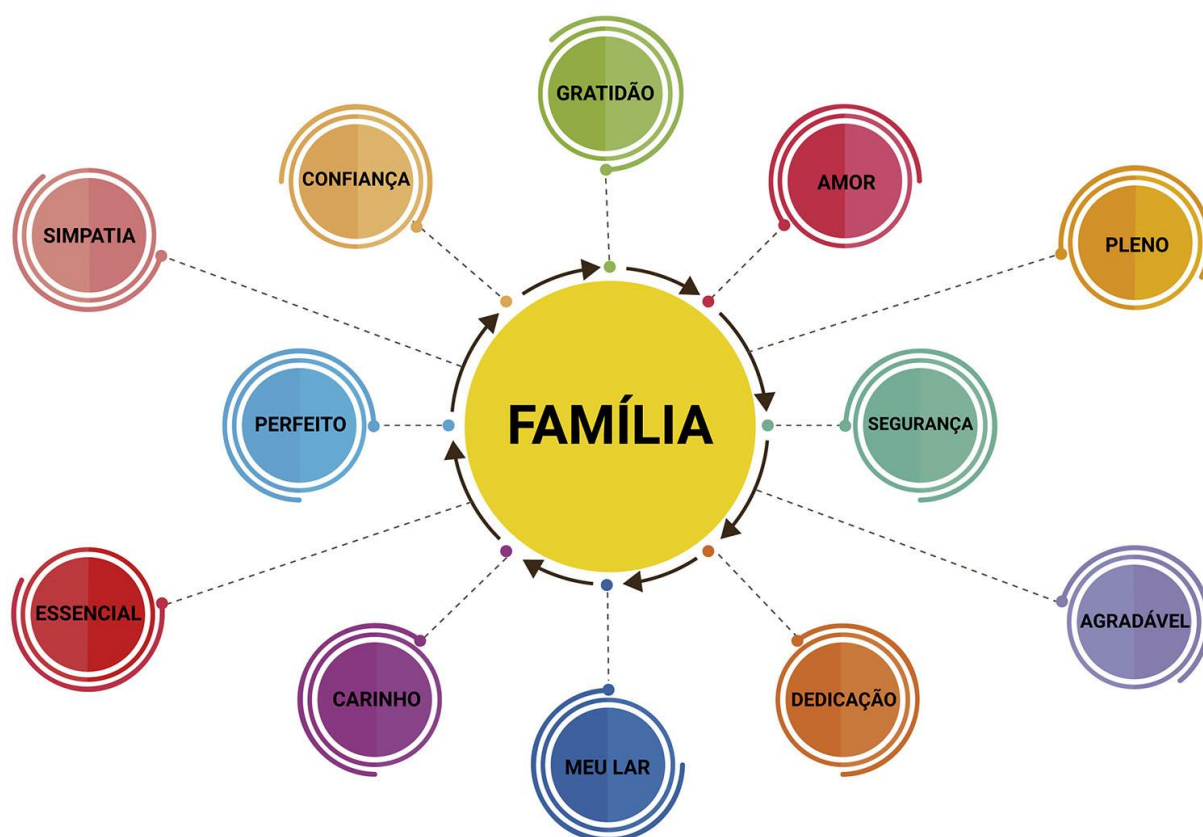 GRATIDÃO
CONFIANÇA
AMOR
SIMPATIA
PLENO
PERFEITO
FAMÍLIA
SEGURANÇA
ESSENCIAL
AGRADÁVEL
CARINHO
DEDICAÇÃO
MEU LAR